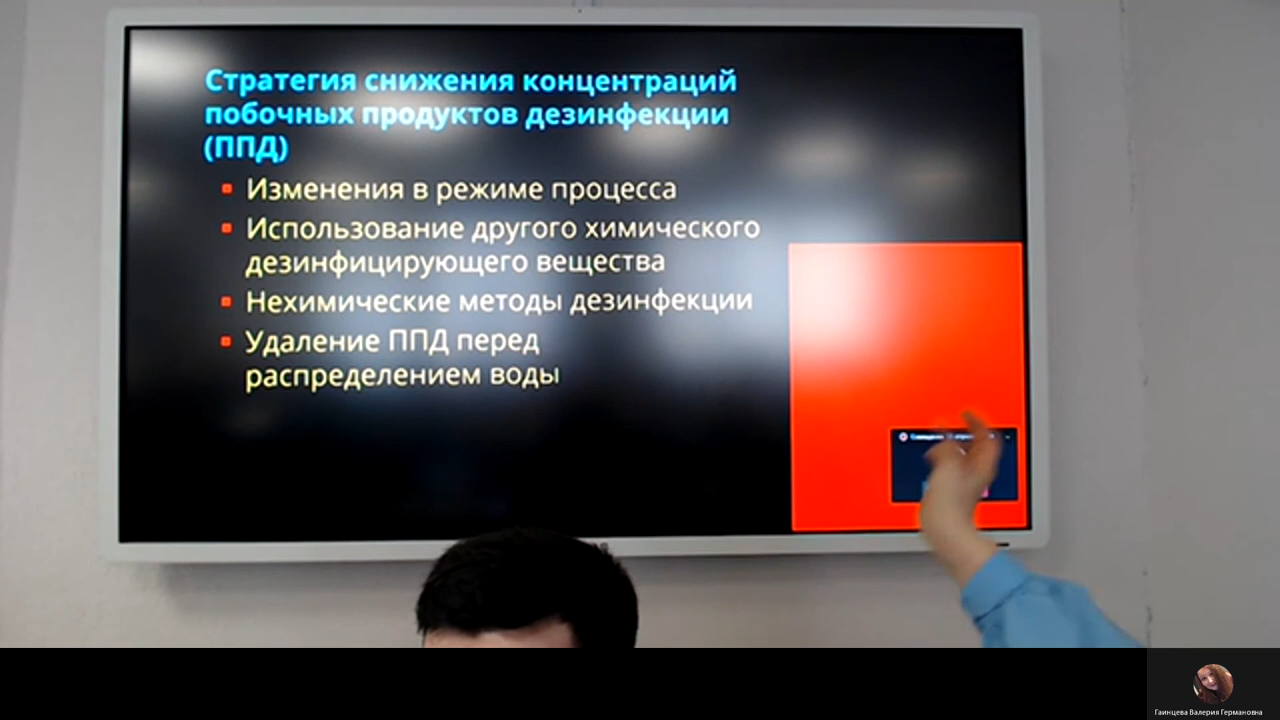 Стратегия снижения концентраций
побочных продуктов дезинфекции
(ППД)
Изменения в режиме процесса
Использование другого химического
дезинфицирующего вещества
Нехимические методы дезинфекции
Удаление ППД перед
распределением воды
Гаинцева Валерия Германовна